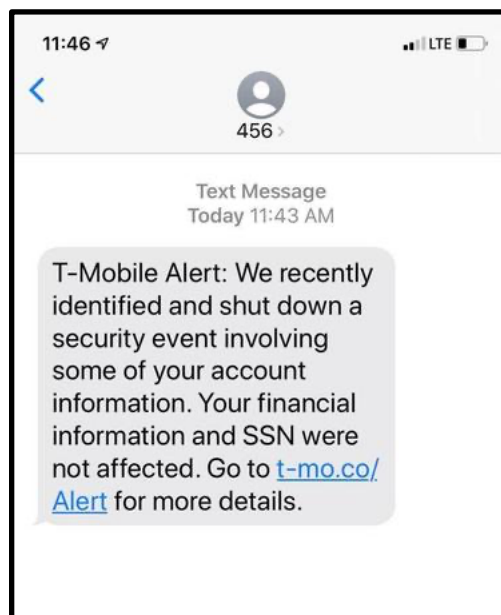 11:46
LTE
456
Text Message
Today 11:43 AM
T-Mobile Alert: We recently
identified and shut down a
security event involving
some of your account
information. Your financial
information and SSN were
not affected. Go to t-mo.co/
Alert for more details.